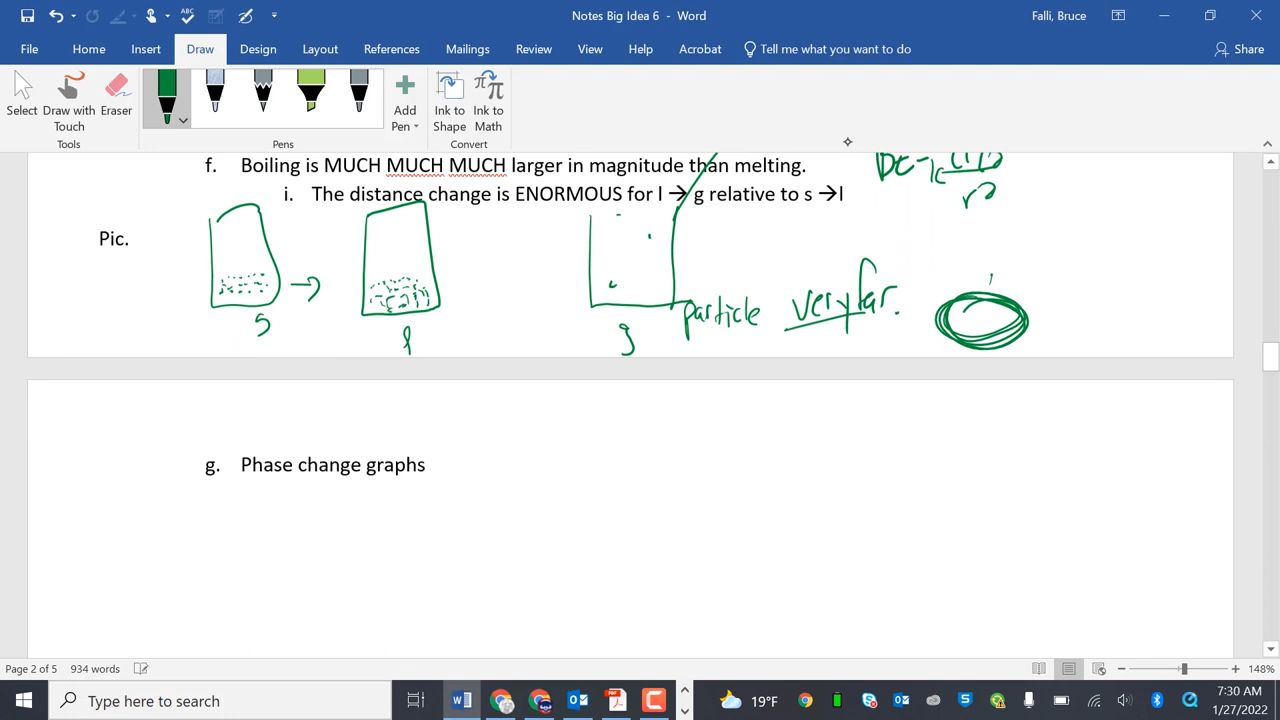 Notes Big Idea 6 - Word
Falli, Bruce
File Home Insert Draw Design Layout References Mailings Review View Help Acrobat Tell me what you want to do Share
Select
Draw with Touch
Eraser
Add Pen
Ink to Shape
Ink to Math
Tools
Pens
Convert
f. Boiling is MUCH MUCH MUCH larger in magnitude than melting.
i. The distance change is ENORMOUS for l → g relative to s → l
r²
Pic.
s → l g
particle very far.
g. Phase change graphs
Page 2 of 5 934 words 148%
Type here to search
19°F
7:30 AM
1/27/2022